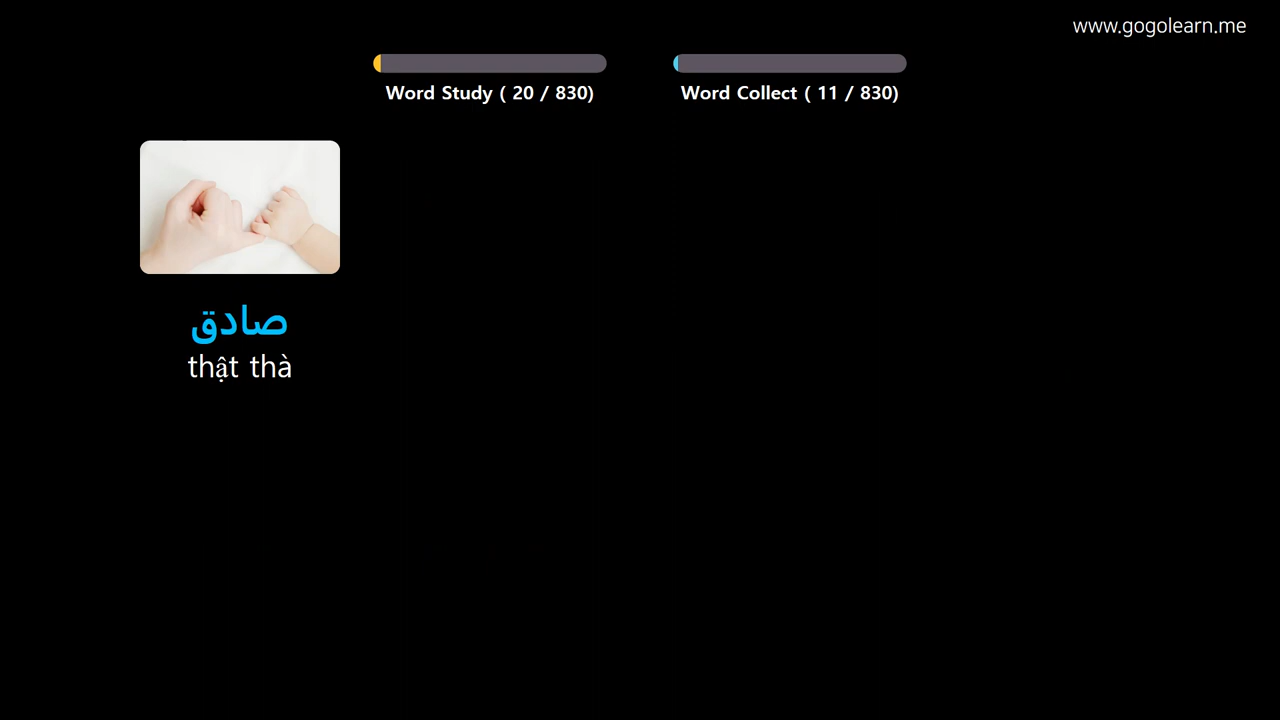 www.gogolearn.me
Word Study ( 20 / 830)
Word Collect ( 11 / 830)
صادق
thật thà